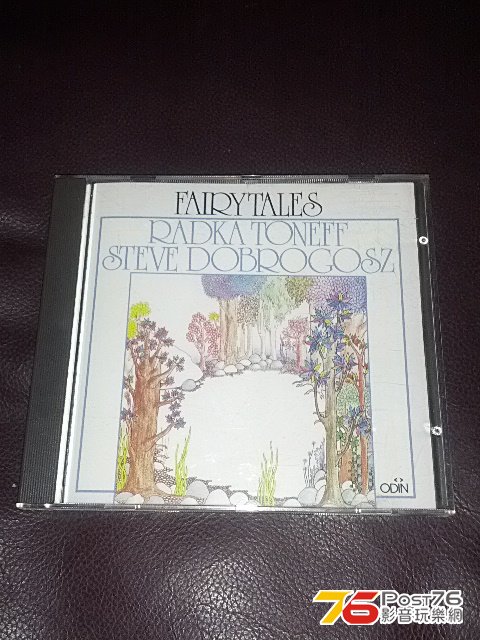 FAIRYTALES
RADKA TONEFF
STEVE DOBROGOSZ
ODIN
76 Post76
影音玩樂網